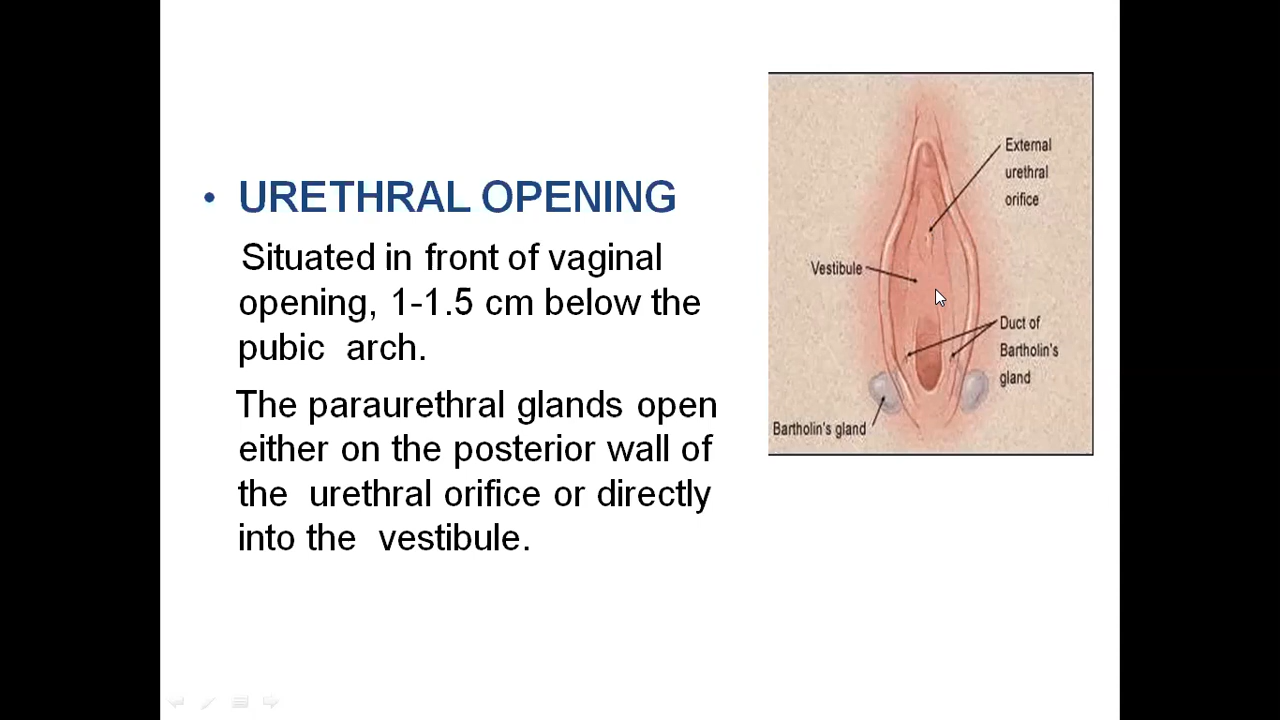 • URETHRAL OPENING
Situated in front of vaginal
opening, 1-1.5 cm below the
pubic arch.
The paraurethral glands open
either on the posterior wall of
the urethral orifice or directly
into the vestibule.
External
urethral
orifice
Vestibule
Duct of
Bartholin's
gland
Bartholin's gland